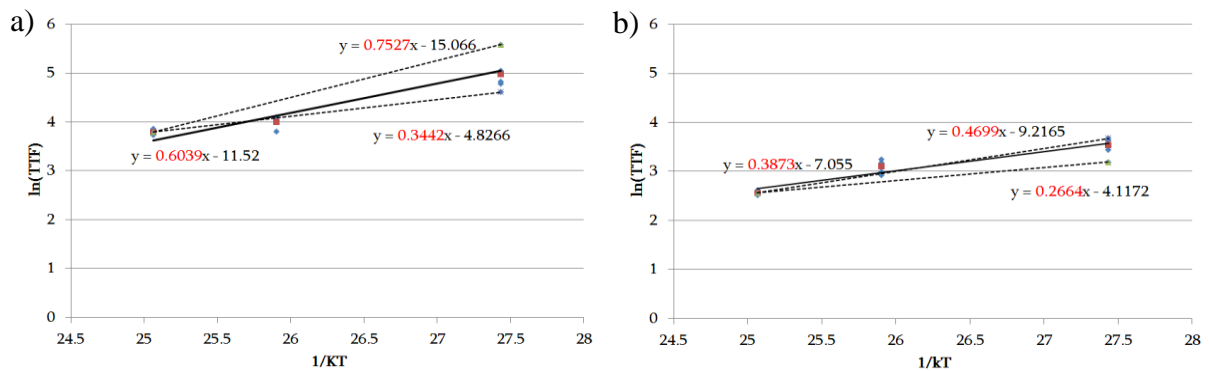 a)
6
5
4
3
2
1
0
ln(TTF)
y = 0.7527x - 15.066
y = 0.3442x - 4.8266
y = 0.6039x - 11.52
24.5 25 25.5 26 26.5 27 27.5 28
1/KT
b)
6
5
4
3
2
1
0
ln(TTF)
y = 0.4699x - 9.2165
y = 0.3873x - 7.055
y = 0.2664x - 4.1172
24.5 25 25.5 26 26.5 27 27.5 28
1/kT